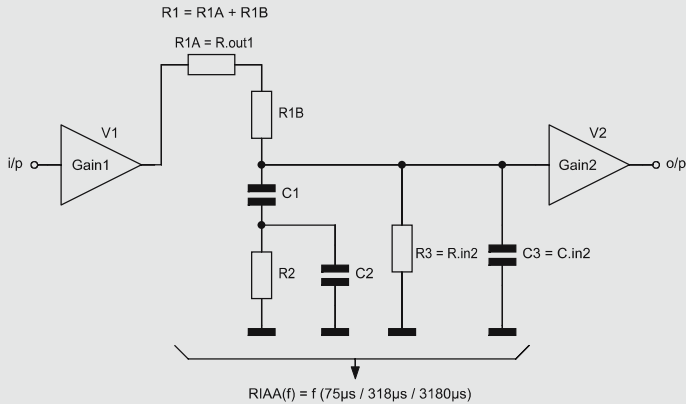 R1 = R1A + R1B
R1A = R.out1
R1B
V1
V2
i/p
Gain1
Gain2
o/p
C1
R2
C2
R3 = R.in2
C3 = C.in2
RIAA(f) = f (75µs / 318µs / 3180µs)